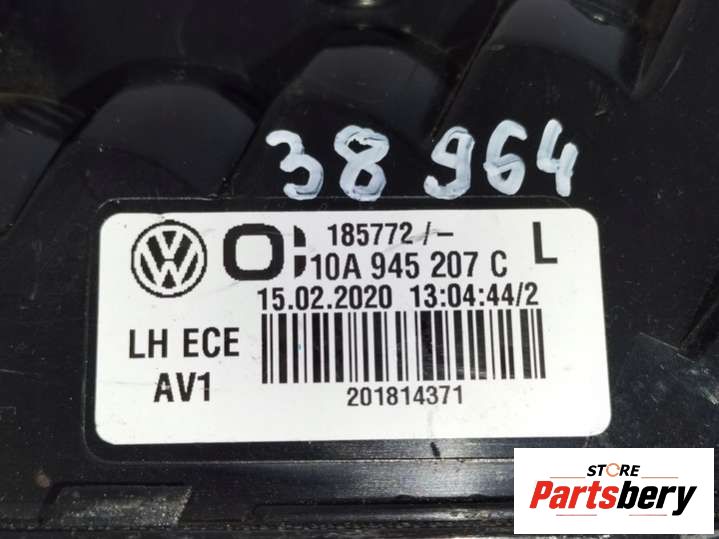 38 964
185772 / -
10A 945 207 C L
15.02.2020 13:04:44/2
LH ECE
AV1
201814371
STORE
Partsbery